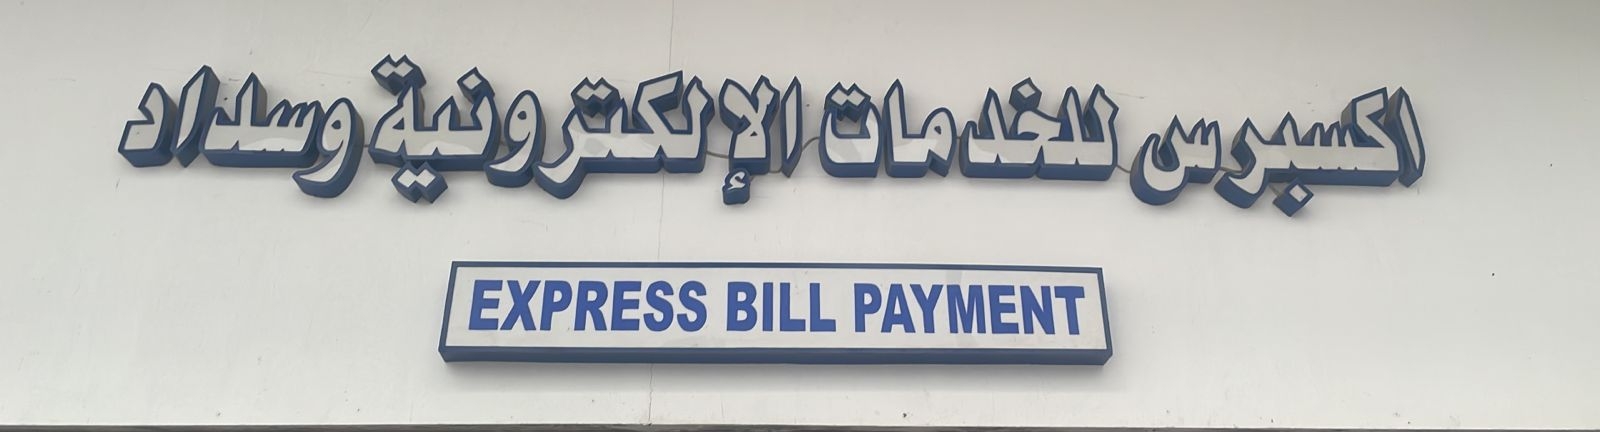 اكسبرس للخدمات الإلكترونية وسداد
EXPRESS BILL PAYMENT